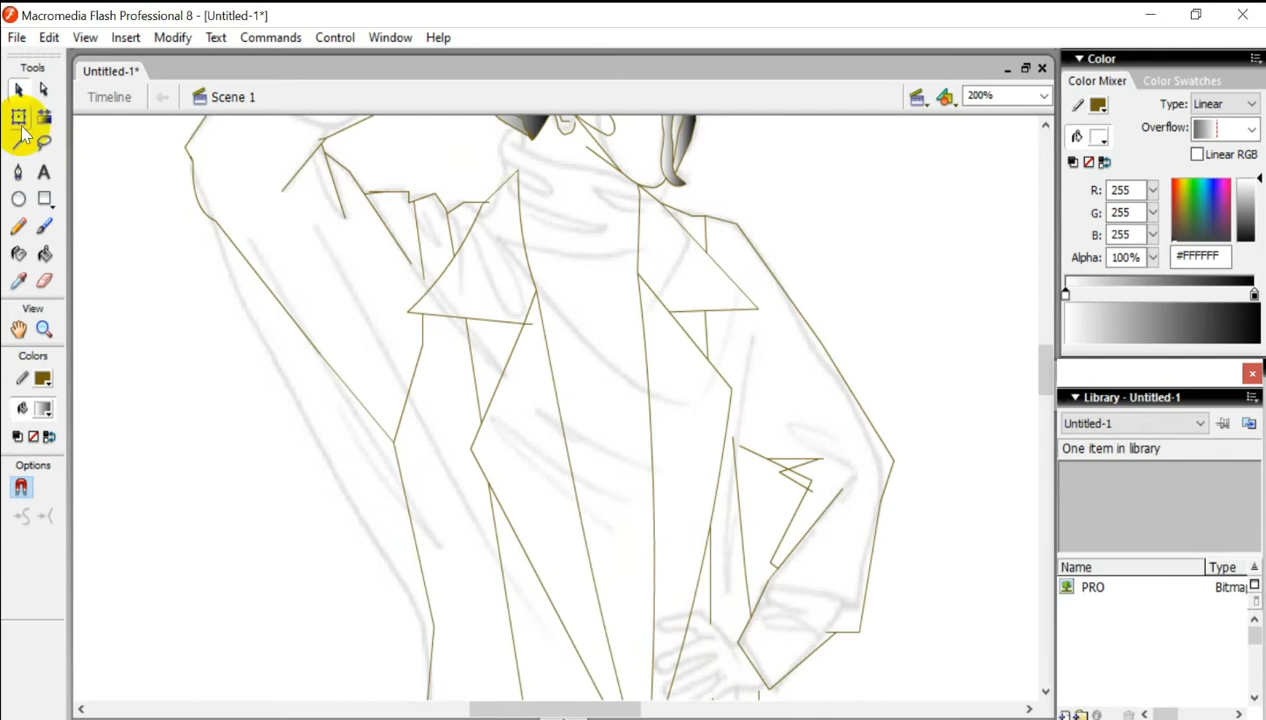 Macromedia Flash Professional 8 - [Untitled-1*]
File Edit View Insert Modify Text Commands Control Window Help
Tools
Untitled-1*
Timeline Scene 1 200%
View
Colors
Options
Color
Color Mixer Color Swatches
Type: Linear
Overflow:
Linear RGB
R: 255
G: 255
B: 255
Alpha: 100% #FFFFFF
Library - Untitled-1
Untitled-1
One item in library
Name Type
PRO Bitma